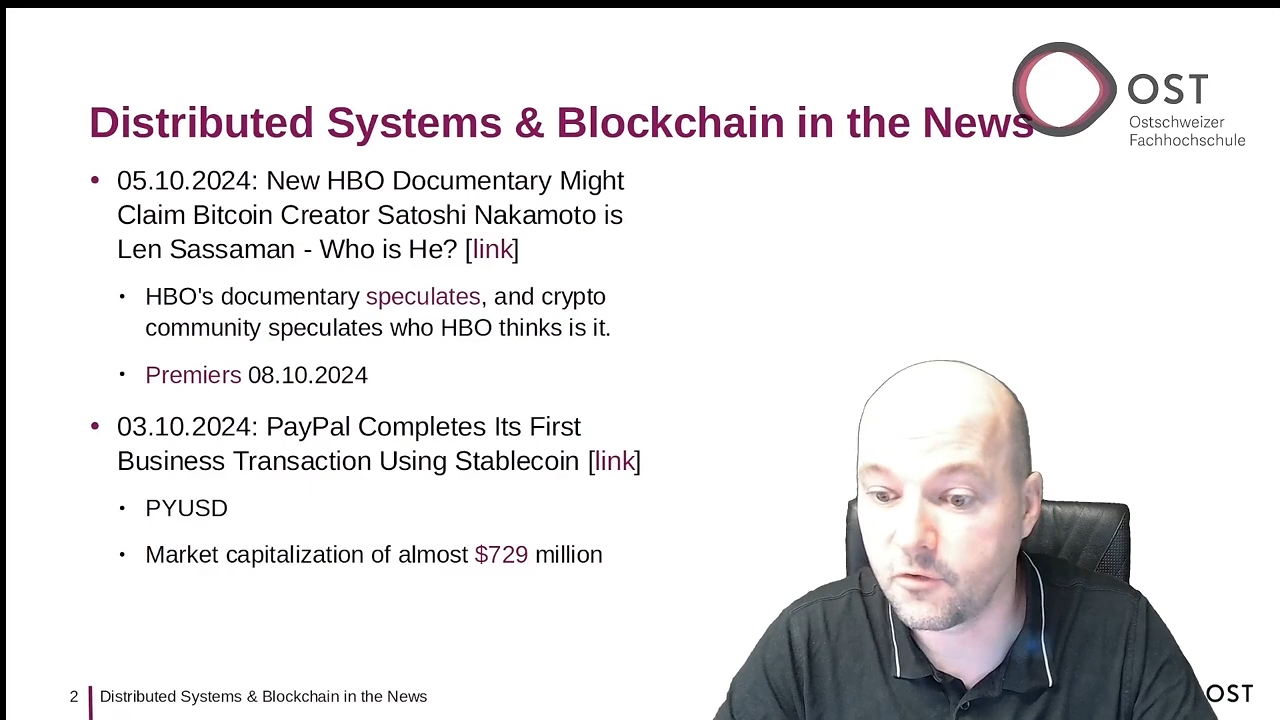 OST
Ostschweizer
Fachhochschule
Distributed Systems & Blockchain in the News
• 05.10.2024: New HBO Documentary Might
Claim Bitcoin Creator Satoshi Nakamoto is
Len Sassaman - Who is He? [link]
• HBO's documentary speculates, and crypto
community speculates who HBO thinks is it.
• Premiers 08.10.2024
• 03.10.2024: PayPal Completes Its First
Business Transaction Using Stablecoin [link]
• PYUSD
• Market capitalization of almost $729 million
2 Distributed Systems & Blockchain in the News
OST